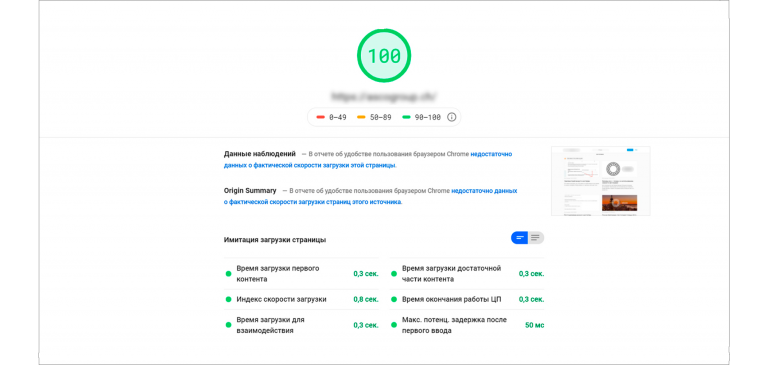 100
0–49 50–89 90–100
Данные наблюдений — В отчете об удобстве пользования браузером Chrome недостаточно
данных о фактической скорости загрузки этой страницы.
Origin Summary — В отчете об удобстве пользования браузером Chrome недостаточно данных
о фактической скорости загрузки страниц этого источника.
Имитация загрузки страницы
Время загрузки первого
контента
0,3 сек.
Время загрузки достаточной
части контента
0,3 сек.
Индекс скорости загрузки 0,8 сек.
Время окончания работы ЦП 0,3 сек.
Время загрузки для
взаимодействия
0,3 сек.
Макс. потенц. задержка после
первого ввода
50 мс